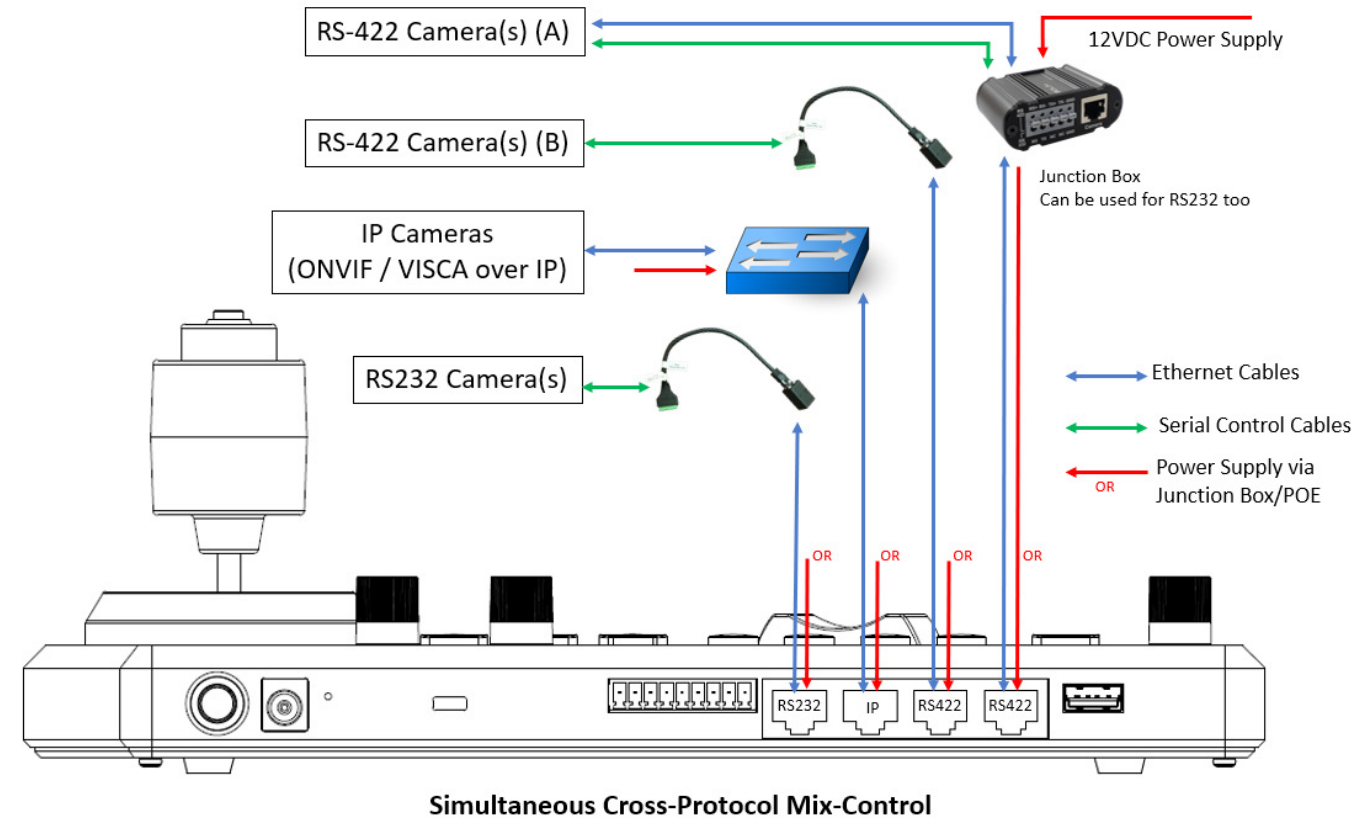 RS-422 Camera(s) (A)
12VDC Power Supply
RS-422 Camera(s) (B)
Junction Box
Can be used for RS232 too
IP Cameras
(ONVIF / VISCA over IP)
RS232 Camera(s)
Ethernet Cables
Serial Control Cables
Power Supply via
OR
Junction Box/POE
OR
OR
OR
OR
RS232
IP
RS422
RS422
Simultaneous Cross-Protocol Mix-Control